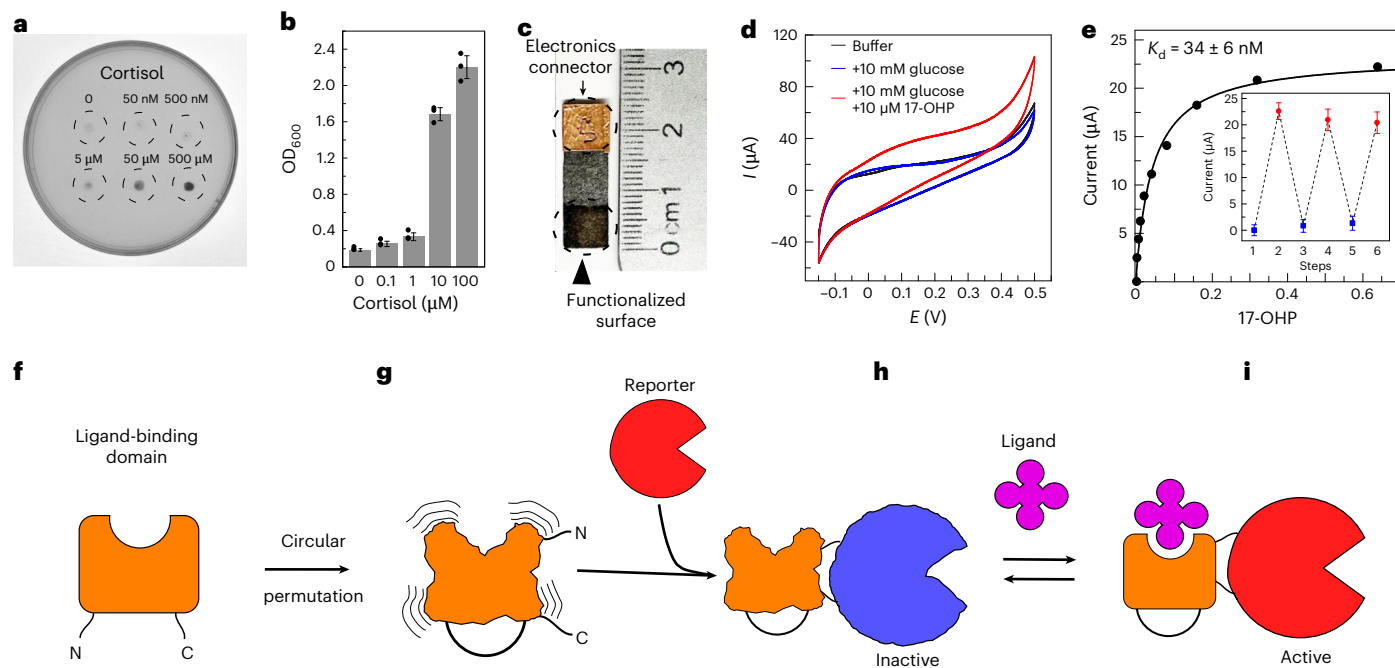 a
Cortisol
0
50 nM
500 nM
5 µM
50 µM
500 µM
b
OD600
2.4
2.0
1.6
1.2
0.8
0.4
0
0 0.1 1 10 100
Cortisol (µM)
c
Electronics
connector
5
3
2
1
0 cm
Functionalized
surface
d
Buffer
+10 mM glucose
+10 mM glucose
+10 µM 17-OHP
I (µA)
120
80
40
0
−40
−0.1 0 0.1 0.2 0.3 0.4 0.5
E (V)
e
Kd = 34 ± 6 nM
Current (µA)
25
20
15
10
5
0 0.2 0.4 0.6
17-OHP
Current (µA)
25
20
15
10
5
0
1 2 3 4 5 6
Steps
f
Ligand-binding
domain
N C
Circular
permutation
g
N
C
Reporter
h
Inactive
Ligand
i
Active